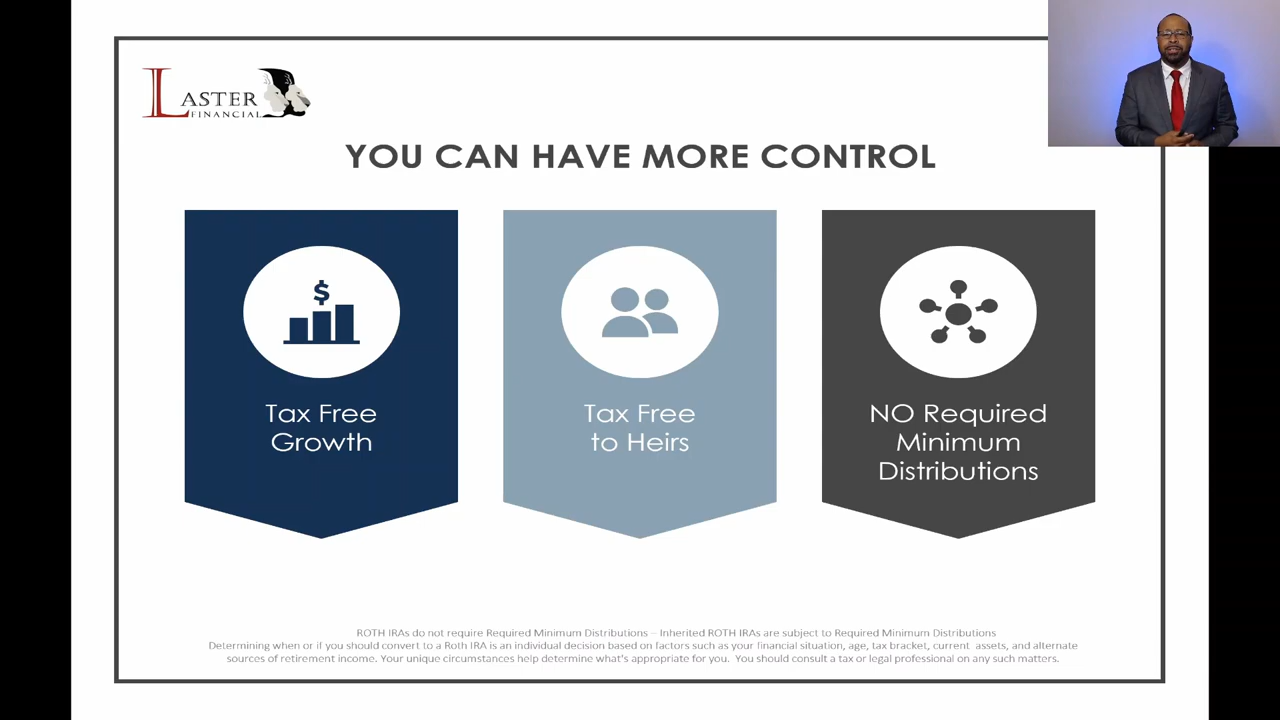 LASTER
FINANCIAL
YOU CAN HAVE MORE CONTROL
$
Tax Free
Growth
Tax Free
to Heirs
NO Required
Minimum
Distributions
ROTH IRAs do not require Required Minimum Distributions – Inherited ROTH IRAs are subject to Required Minimum Distributions
Determining when or if you should convert to a Roth IRA is an individual decision based on factors such as your financial situation, age, tax bracket, current assets, and alternate
sources of retirement income. Your unique circumstances help determine what's appropriate for you. You should consult a tax or legal professional on any such matters.